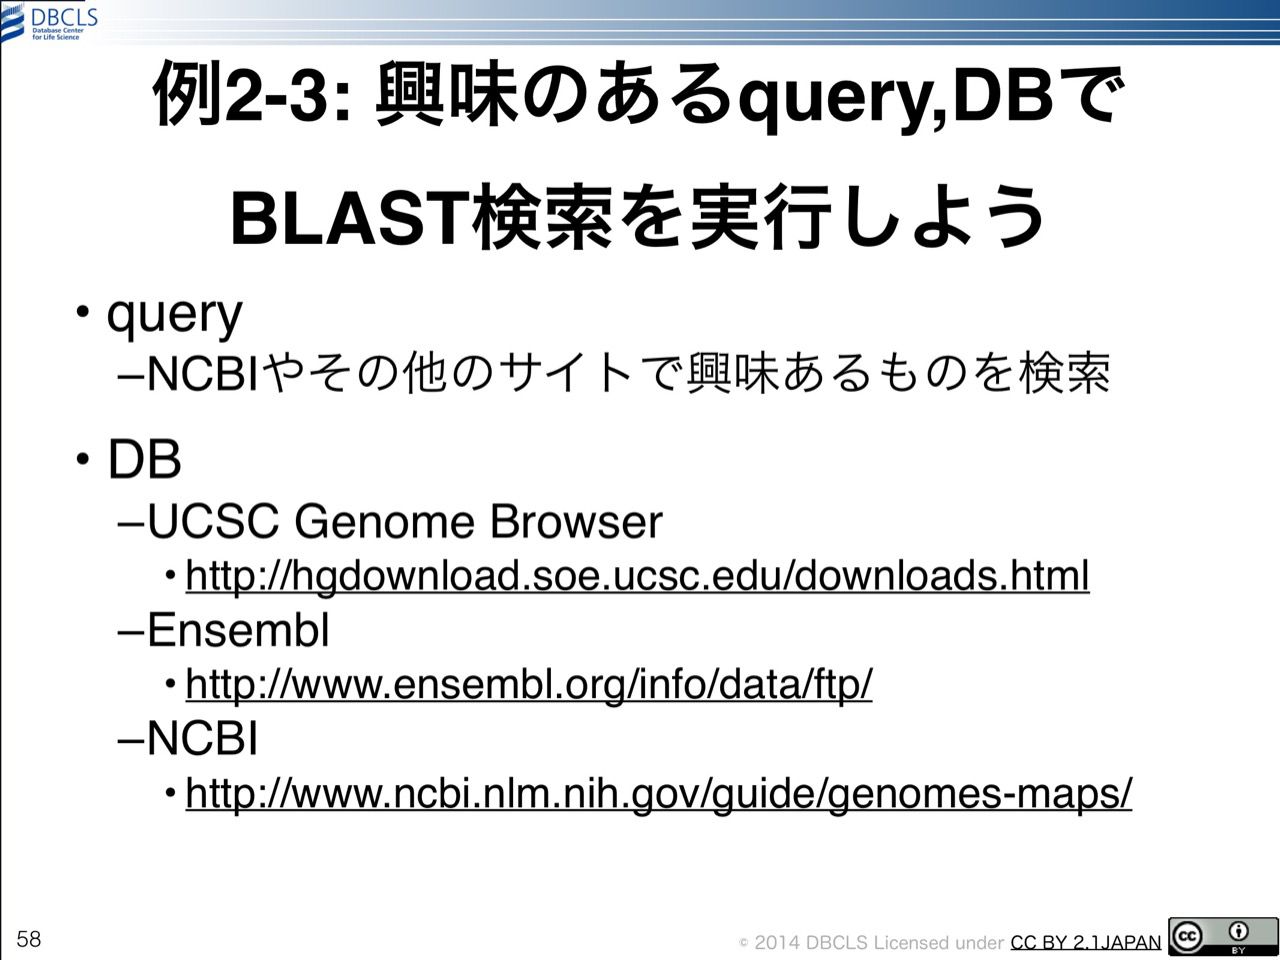 DBCLS
Database Center
for Life Science
例2-3: 興味のあるquery,DBで
BLAST検索を実行しよう
• query
–NCBIやその他のサイトで興味あるものを検索
• DB
–UCSC Genome Browser
• http://hgdownload.soe.ucsc.edu/downloads.html
–Ensembl
• http://www.ensembl.org/info/data/ftp/
–NCBI
• http://www.ncbi.nlm.nih.gov/guide/genomes-maps/
58
© 2014 DBCLS Licensed under CC BY 2.1JAPAN
cc
BY